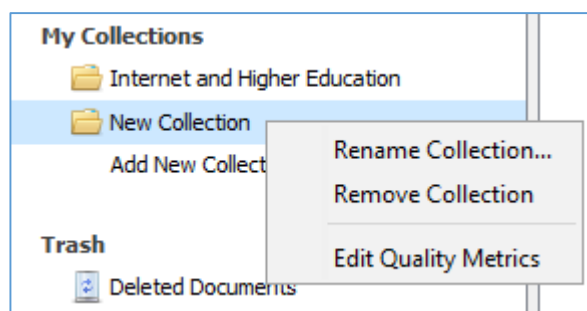 My Collections
Internet and Higher Education
New Collection
Rename Collection...
Add New Collect
Remove Collection
Trash
Edit Quality Metrics
Deleted Documents